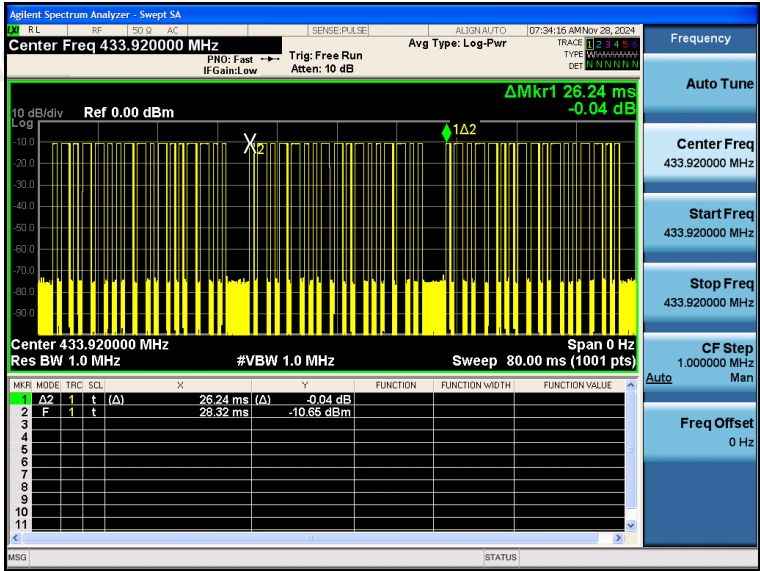 Agilent Spectrum Analyzer - Swept SA
LXI RL RF 50 Ω AC SENSE:PULSE ALIGN AUTO 07:34:16 AM Nov 28, 2024
Center Freq 433.920000 MHz Avg Type: Log-Pwr TRACE 1 2 3 4 5 6
PNO: Fast Trig: Free Run TYPE WWWWWW
IFGain:Low Atten: 10 dB DET N N N N N N
ΔMkr1 26.24 ms
10 dB/div Ref 0.00 dBm -0.04 dB
Log
1Δ2
-10.0
2
-20.0
-30.0
-40.0
-50.0
-60.0
-70.0
-80.0
-90.0
Center 433.920000 MHz Span 0 Hz
Res BW 1.0 MHz #VBW 1.0 MHz Sweep 80.00 ms (1001 pts)
MKR MODE TRC SCL X Y FUNCTION FUNCTION WIDTH FUNCTION VALUE
1 Δ2 1 t (Δ) 26.24 ms (Δ) -0.04 dB
2 F 1 t 28.32 ms -10.65 dBm
3
4
5
6
7
8
9
10
11
MSG STATUS
Frequency
Auto Tune
Center Freq
433.920000 MHz
Start Freq
433.920000 MHz
Stop Freq
433.920000 MHz
CF Step
1.000000 MHz
Auto Man
Freq Offset
0 Hz